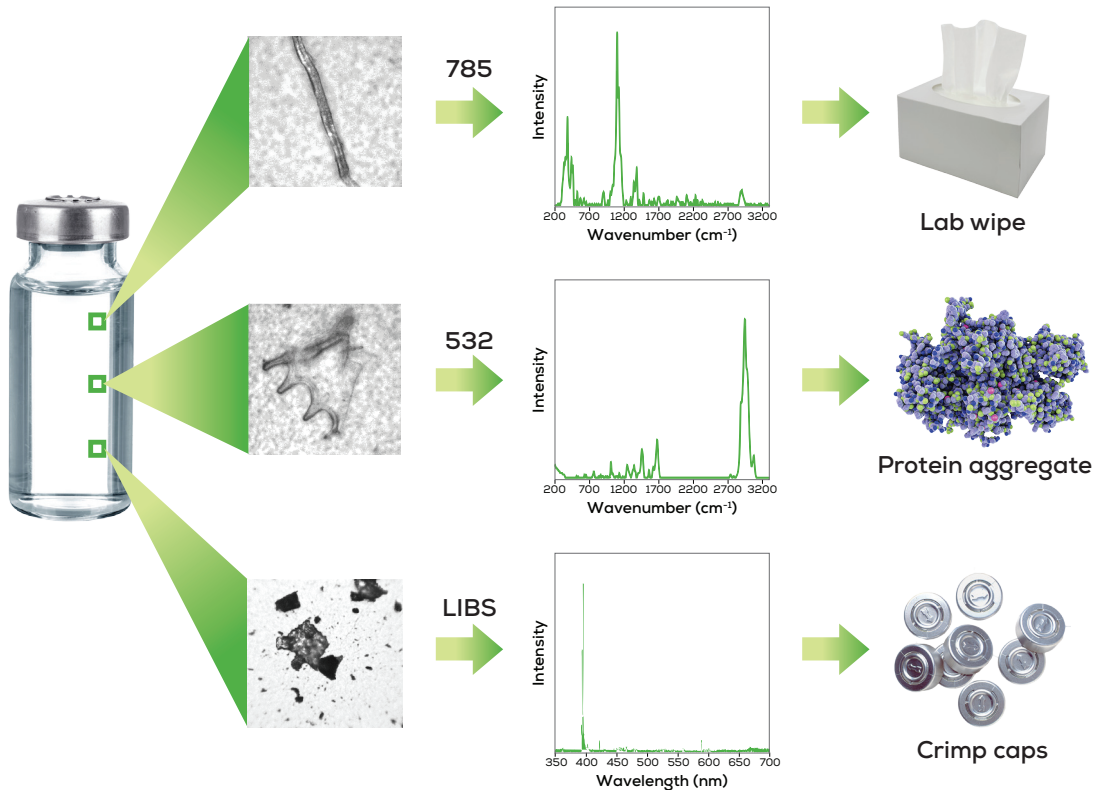 785
Intensity
200 700 1200 1700 2200 2700 3200
Wavenumber (cm⁻¹)
Lab wipe
532
Intensity
200 700 1200 1700 2200 2700 3200
Wavenumber (cm⁻¹)
Protein aggregate
LIBS
Intensity
350 400 450 500 550 600 650 700
Wavelength (nm)
Crimp caps